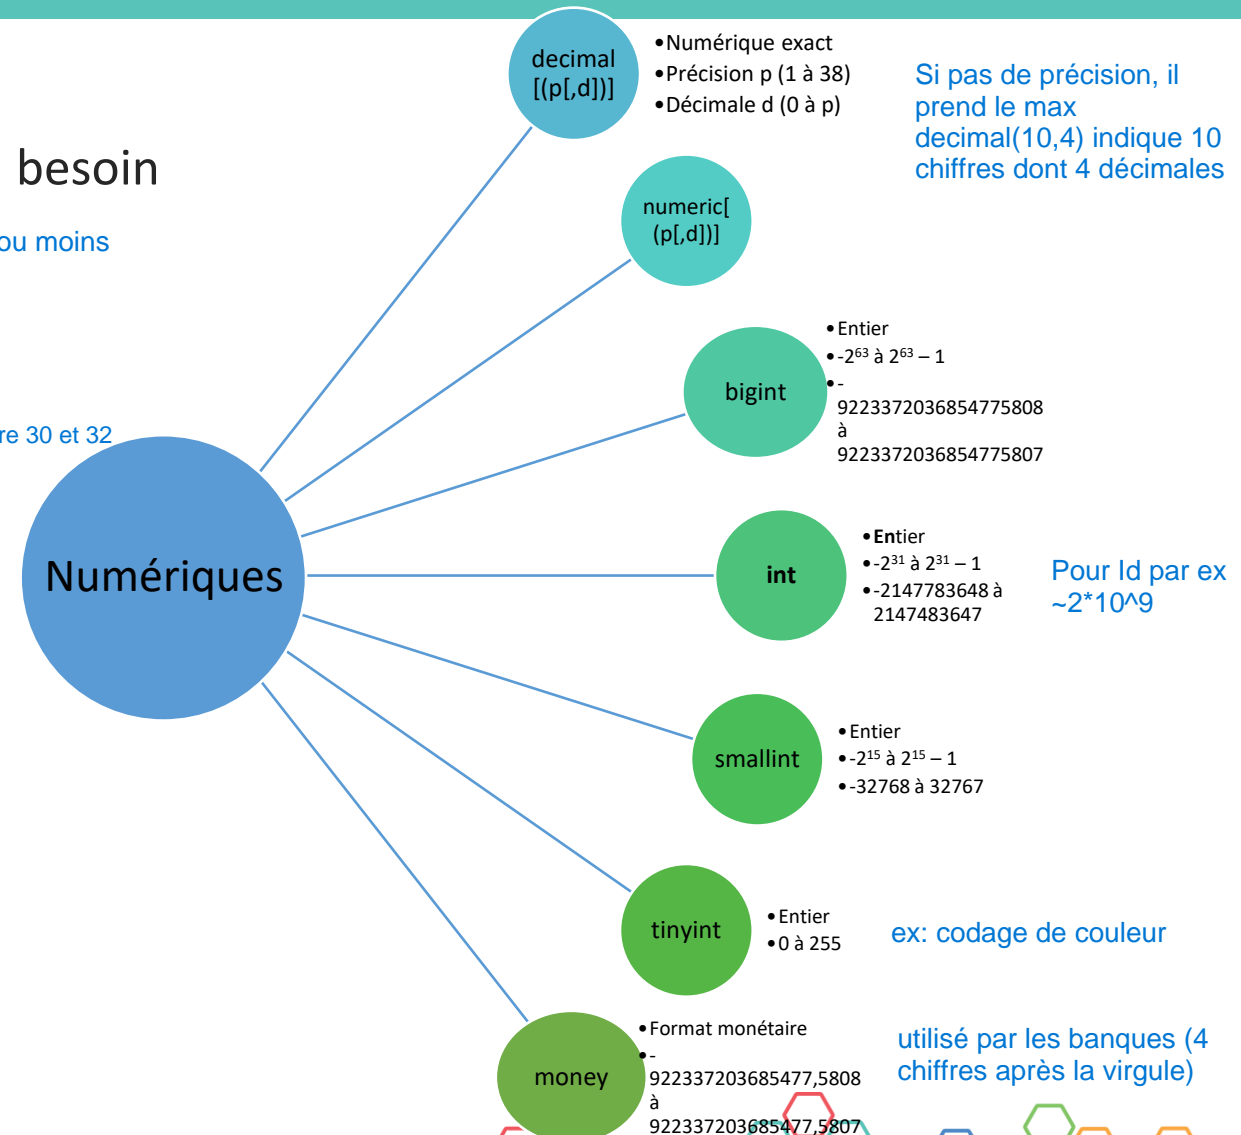 decimal
[(p[,d])]
•Numérique exact
•Précision p (1 à 38)
•Décimale d (0 à p)
Si pas de précision, il
prend le max
decimal(10,4) indique 10
chiffres dont 4 décimales
besoin
ou moins
numeric[
(p[,d])]
bigint
•Entier
•-2⁶³ à 2⁶³ – 1
•-
9223372036854775808
à
9223372036854775807
re 30 et 32
Numériques
int
•Entier
•-2³¹ à 2³¹ – 1
•-2147783648 à
2147483647
Pour Id par ex
~2*10^9
smallint
•Entier
•-2¹⁵ à 2¹⁵ – 1
•-32768 à 32767
tinyint
•Entier
•0 à 255
ex: codage de couleur
money
•Format monétaire
•-
922337203685477,5808
à
922337203685477,5807
utilisé par les banques (4
chiffres après la virgule)